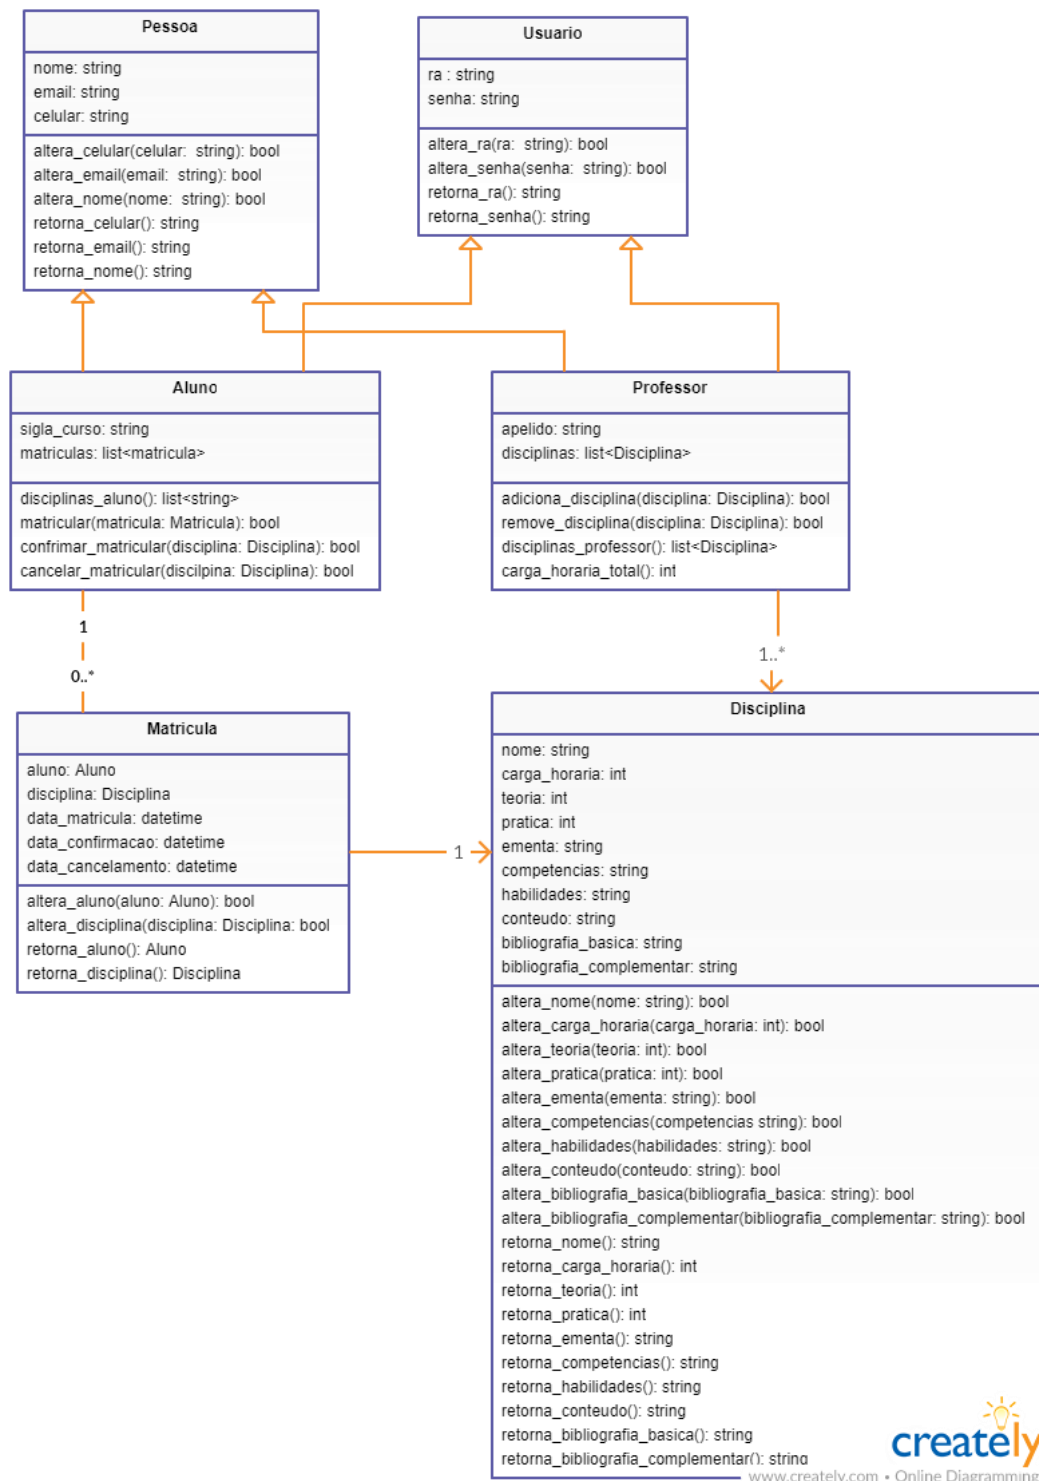 Pessoa
nome: string
email: string
celular: string
altera_celular(celular:  string): bool
altera_email(email:  string): bool
altera_nome(nome:  string): bool
retorna_celular(): string
retorna_email(): string
retorna_nome(): string
Usuario
ra : string
senha: string
altera_ra(ra:  string): bool
altera_senha(senha:  string): bool
retorna_ra(): string
retorna_senha(): string
Aluno
sigla_curso: string
matriculas: list<matricula>
disciplinas_aluno(): list<string>
matricular(matricula: Matricula): bool
confrimar_matricular(disciplina: Disciplina): bool
cancelar_matricular(discilpina: Disciplina): bool
Professor
apelido: string
disciplinas: list<Disciplina>
adiciona_disciplina(disciplina: Disciplina): bool
remove_disciplina(disciplina: Disciplina): bool
disciplinas_professor(): list<Disciplina>
carga_horaria_total(): int
1
0..*
1..*
Matricula
aluno: Aluno
disciplina: Disciplina
data_matricula: datetime
data_confirmacao: datetime
data_cancelamento: datetime
altera_aluno(aluno: Aluno): bool
altera_disciplina(disciplina: Disciplina: bool
retorna_aluno(): Aluno
retorna_disciplina(): Disciplina
1
Disciplina
nome: string
carga_horaria: int
teoria: int
pratica: int
ementa: string
competencias: string
habilidades: string
conteudo: string
bibliografia_basica: string
bibliografia_complementar: string
altera_nome(nome: string): bool
altera_carga_horaria(carga_horaria: int): bool
altera_teoria(teoria: int): bool
altera_pratica(pratica: int): bool
altera_ementa(ementa: string): bool
altera_competencias(competencias string): bool
altera_habilidades(habilidades: string): bool
altera_conteudo(conteudo: string): bool
altera_bibliografia_basica(bibliografia_basica: string): bool
altera_bibliografia_complementar(bibliografia_complementar: string): bool
retorna_nome(): string
retorna_carga_horaria(): int
retorna_teoria(): int
retorna_pratica(): int
retorna_ementa(): string
retorna_competencias(): string
retorna_habilidades(): string
retorna_conteudo(): string
retorna_bibliografia_basica(): string
retorna_bibliografia_complementar(): string
creately
www.creately.com • Online Diagramming